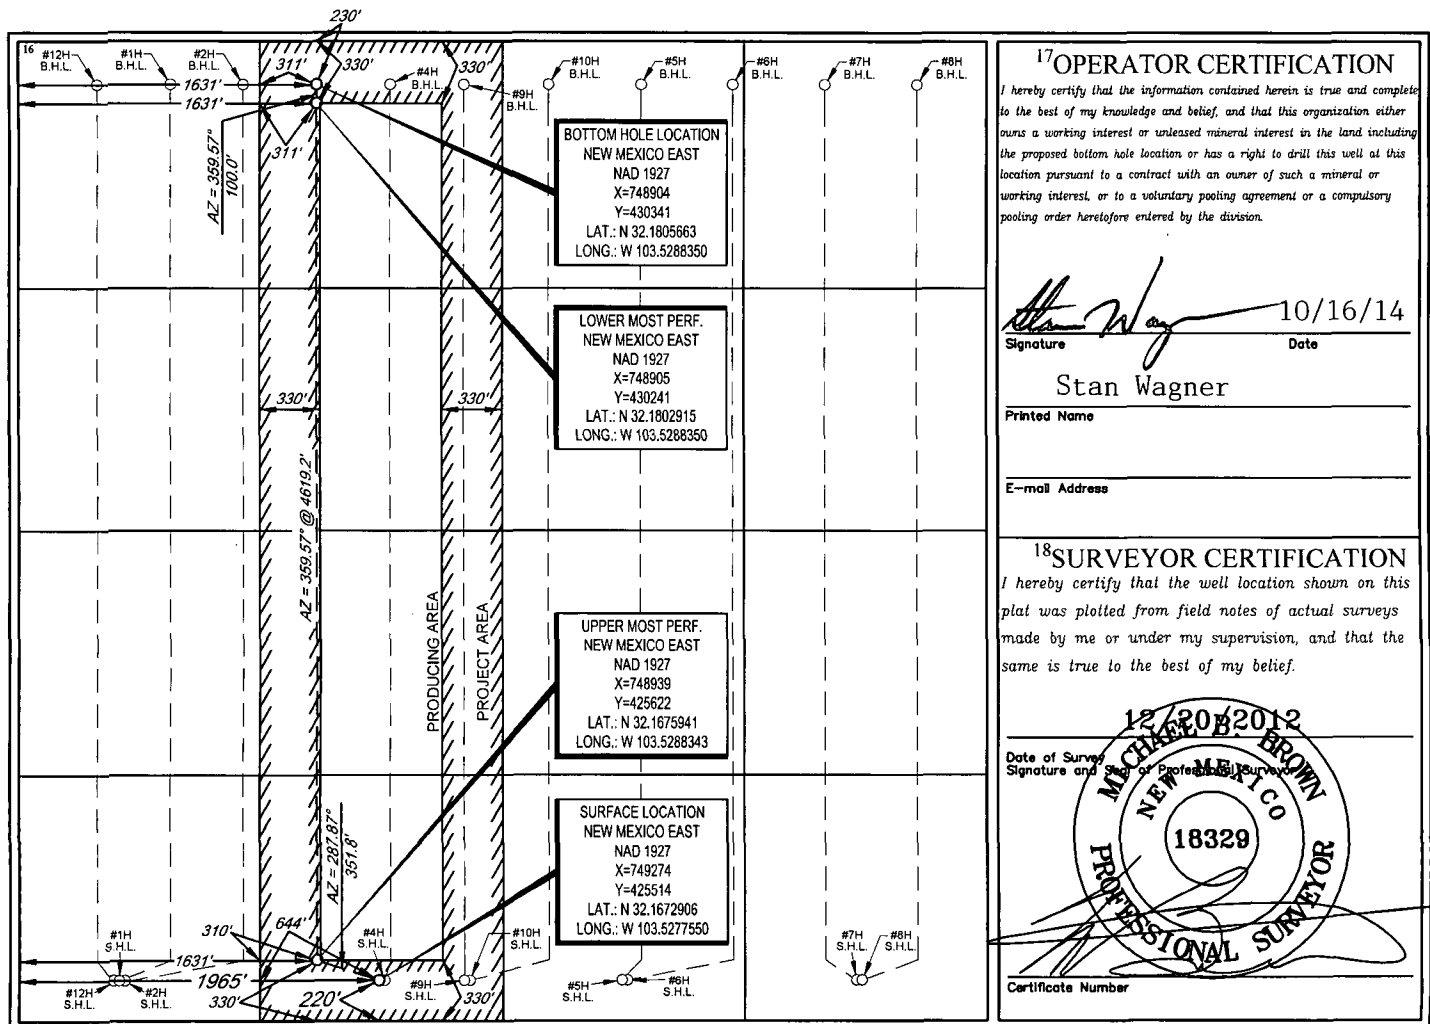 230'
16
#12H
B.H.L.
#1H
B.H.L.
#2H
B.H.L.
311'
330'
#4H
B.H.L.
330'
#9H
B.H.L.
#10H
B.H.L.
#5H
B.H.L.
#6H
B.H.L.
#7H
B.H.L.
#8H
B.H.L.
1631'
1631'
311'
AZ = 359.57°
100.0'
BOTTOM HOLE LOCATION
NEW MEXICO EAST
NAD 1927
X=748904
Y=430341
LAT.: N 32.1805663
LONG.: W 103.5288350
LOWER MOST PERF.
NEW MEXICO EAST
NAD 1927
X=748905
Y=430241
LAT.: N 32.1802915
LONG.: W 103.5288350
330'
330'
AZ = 359.57° @ 4619.2'
PRODUCING AREA
PROJECT AREA
UPPER MOST PERF.
NEW MEXICO EAST
NAD 1927
X=748939
Y=425622
LAT.: N 32.1675941
LONG.: W 103.5288343
AZ = 287.87°
351.8'
SURFACE LOCATION
NEW MEXICO EAST
NAD 1927
X=749274
Y=425514
LAT.: N 32.1672906
LONG.: W 103.5277550
310'
644'
#1H
S.H.L.
#4H
S.H.L.
#10H
S.H.L.
#7H
S.H.L.
#8H
S.H.L.
1631'
1965'
#12H
S.H.L.
#2H
S.H.L.
330'
220'
#9H
S.H.L.
330'
#5H
S.H.L.
#6H
S.H.L.
17 OPERATOR CERTIFICATION
I hereby certify that the information contained herein is true and complete
to the best of my knowledge and belief, and that this organization either
owns a working interest or unleased mineral interest in the land including
the proposed bottom hole location or has a right to drill this well at this
location pursuant to a contract with an owner of such a mineral or
working interest, or to a voluntary pooling agreement or a compulsory
pooling order heretofore entered by the division.
10/16/14
Signature Date
Stan Wagner
Printed Name
E-mail Address
18 SURVEYOR CERTIFICATION
I hereby certify that the well location shown on this
plat was plotted from field notes of actual surveys
made by me or under my supervision, and that the
same is true to the best of my belief.
12/20/2012
Date of Survey
Signature and Seal of Professional Surveyor
MICHAEL B. BROWN
NEW MEXICO
18329
PROFESSIONAL SURVEYOR
Certificate Number